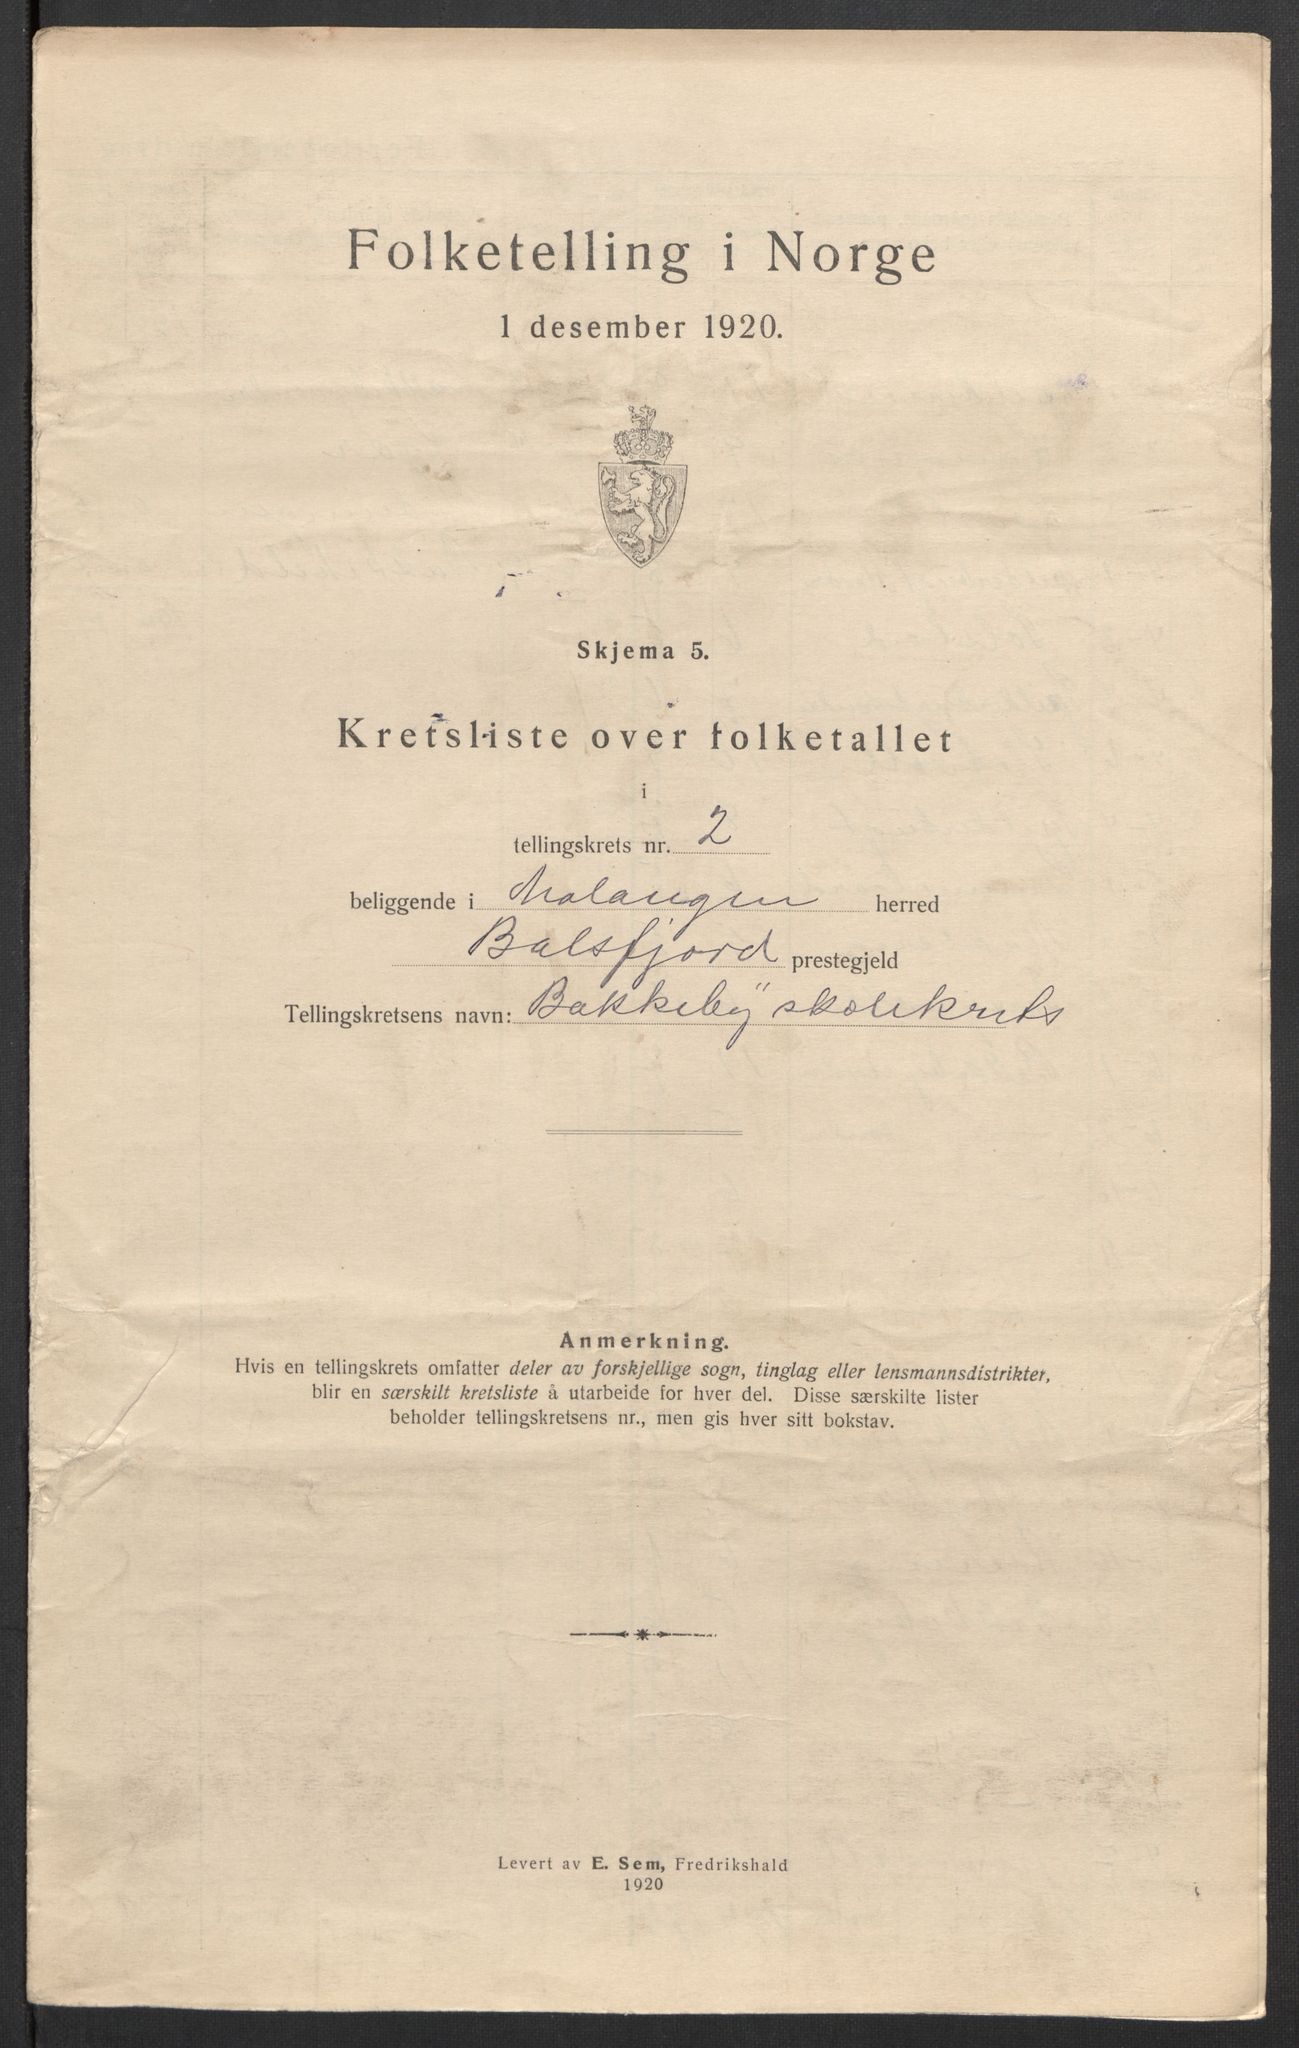 Folketelling i Norge
1 desember 1920.
Skjema 5.
Kretsliste over folketallet
i
tellingskrets nr. 2
beliggende i Malangen herred
Balsfjord prestegjeld
Tellingskretsens navn: Bakkeby skolekrets
Anmerkning.
Hvis en tellingskrets omfatter deler av forskjellige sogn, tinglag eller lensmannsdistrikter,
blir en særskilt kretsliste å utarbeide for hver del. Disse særskilte lister
beholder tellingskretsens nr., men gis hver sitt bokstav.
Levert av E. Sem, Fredrikshald
1920